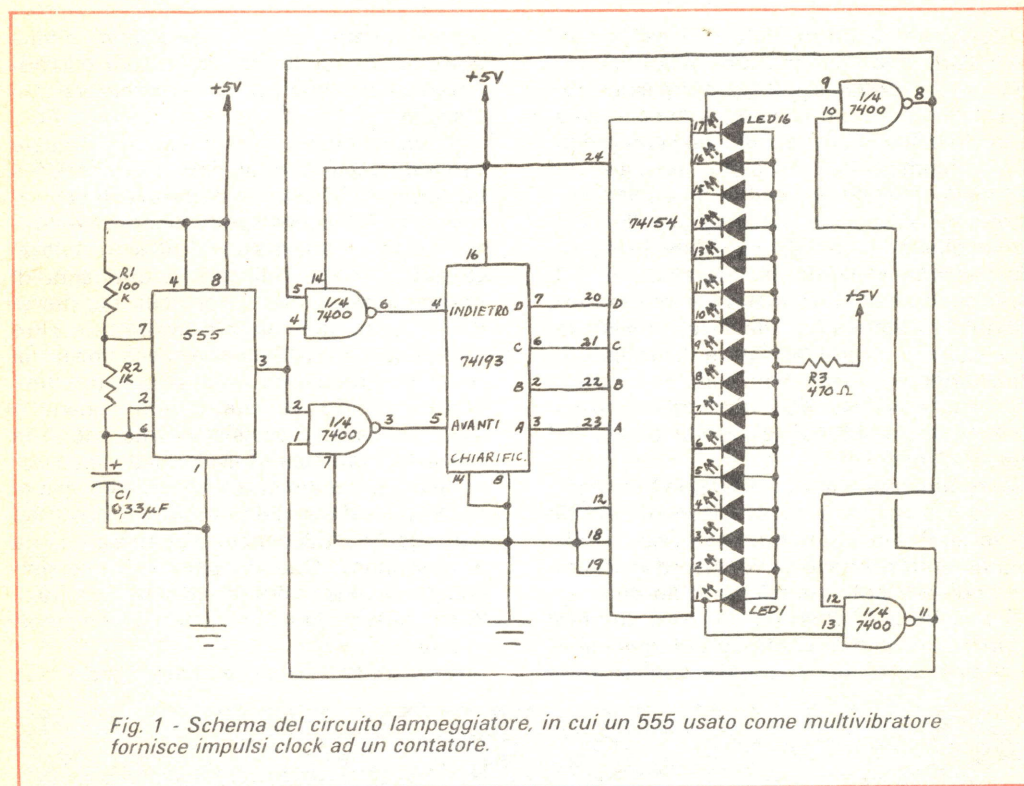 +5V
+5V
9
10
1/4
7400
8
LED16
17
16
15
14
13
11
10
9
8
7
6
5
4
3
2
1
LED1
24
74154
14
5
4
1/4
7400
6
16
4
INDIETRO
D
7
20
D
74193
C
6
21
C
B
2
22
B
5
AVANTI
A
3
23
A
CHIARIFIC.
14
8
R1
100
K
4
8
7
555
3
R2
1K
2
6
1
+
C1
0,33µF
2
1
1/4
7400
3
7
12
18
19
+5V
R3
470 Ω
12
13
1/4
7400
11
Fig. 1 - Schema del circuito lampeggiatore, in cui un 555 usato come multivibratore
fornisce impulsi clock ad un contatore.